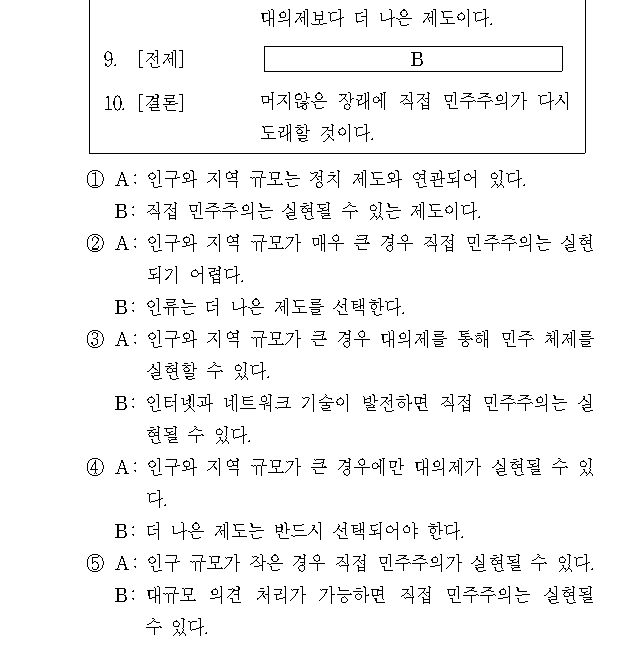 대의제보다 더 나은 제도이다.
9. [전제] B
10. [결론] 머지않은 장래에 직접 민주주의가 다시
도래할 것이다.
① A: 인구와 지역 규모는 정치 제도와 연관되어 있다.
B: 직접 민주주의는 실현될 수 있는 제도이다.
② A: 인구와 지역 규모가 매우 큰 경우 직접 민주주의는 실현
되기 어렵다.
B: 인류는 더 나은 제도를 선택한다.
③ A: 인구와 지역 규모가 큰 경우 대의제를 통해 민주 체제를
실현할 수 있다.
B: 인터넷과 네트워크 기술이 발전하면 직접 민주주의는 실
현될 수 있다.
④ A: 인구와 지역 규모가 큰 경우에만 대의제가 실현될 수 있
다.
B: 더 나은 제도는 반드시 선택되어야 한다.
⑤ A: 인구 규모가 작은 경우 직접 민주주의가 실현될 수 있다.
B: 대규모 의견 처리가 가능하면 직접 민주주의는 실현될
수 있다.